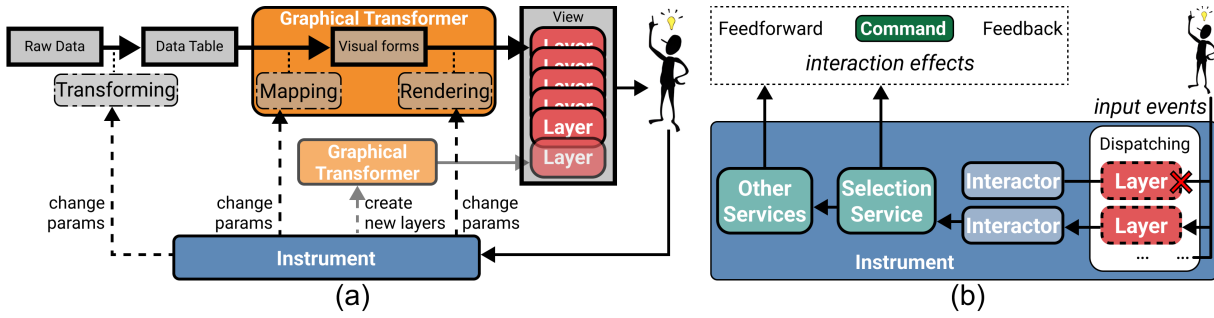 Graphical Transformer
View
Raw Data
Data Table
Visual forms
Layer
Layer
Layer
Layer
Layer
Layer
Transforming
Mapping
Rendering
Graphical
Transformer
change
params
change
params
create
new layers
change
params
Instrument
(a)
Feedforward
Command
Feedback
interaction effects
input events
Dispatching
Other
Services
Selection
Service
Interactor
Layer
Interactor
Layer
... ...
Instrument
(b)